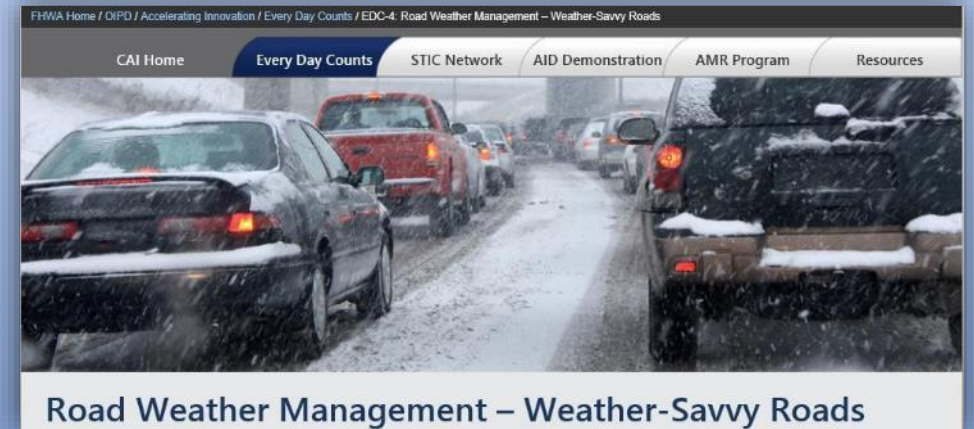 FHWA Home / OIPD / Accelerating Innovation / Every Day Counts / EDC-4: Road Weather Management – Weather-Savvy Roads
CAI Home Every Day Counts STIC Network AID Demonstration AMR Program Resources
Road Weather Management – Weather-Savvy Roads